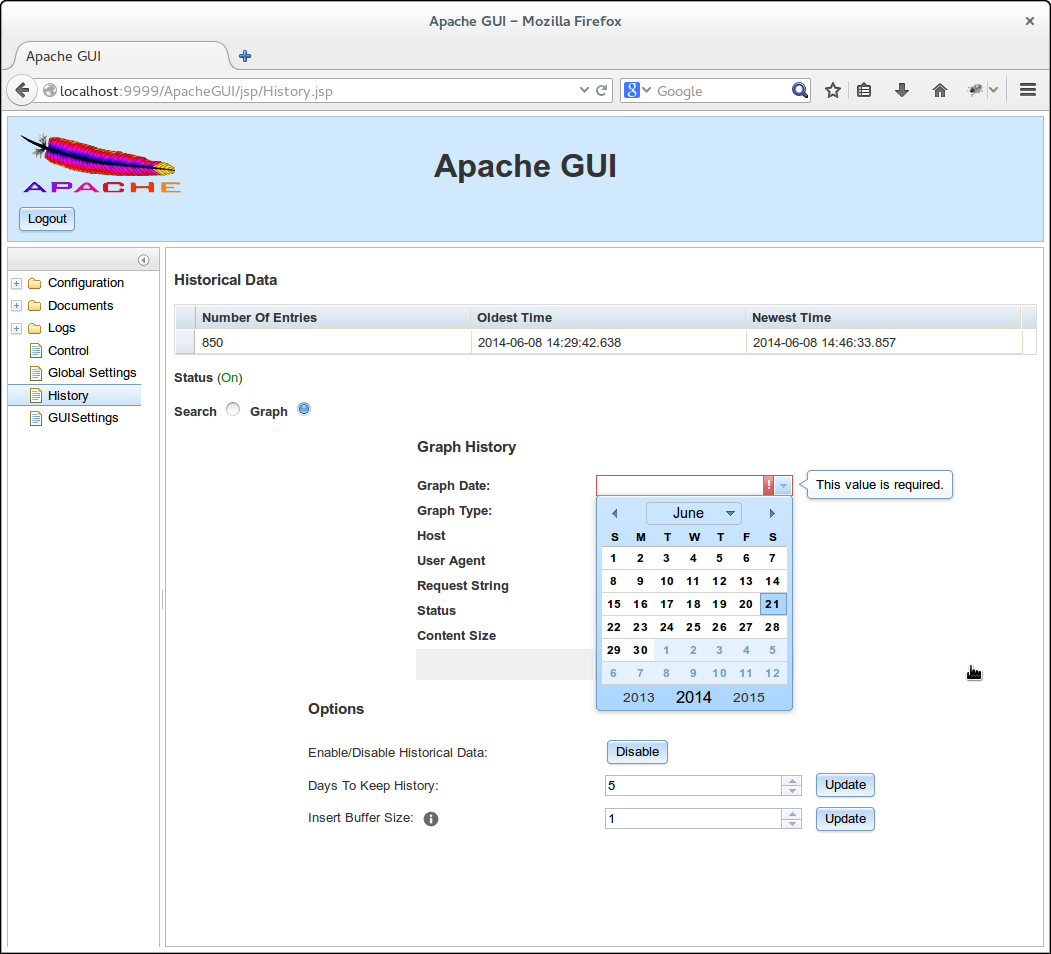 Apache GUI – Mozilla Firefox
Apache GUI
localhost:9999/ApacheGUI/jsp/History.jsp
8 Google
APACHE
Apache GUI
Logout
Configuration
Documents
Logs
Control
Global Settings
History
GUISettings
Historical Data
Number Of Entries Oldest Time Newest Time
850 2014-06-08 14:29:42.638 2014-06-08 14:46:33.857
Status (On)
Search Graph
Graph History
Graph Date: ! This value is required.
Graph Type:
Host
User Agent
Request String
Status
Content Size
June
S M T W T F S
1 2 3 4 5 6 7
8 9 10 11 12 13 14
15 16 17 18 19 20 21
22 23 24 25 26 27 28
29 30 1 2 3 4 5
6 7 8 9 10 11 12
2013 2014 2015
Options
Enable/Disable Historical Data: Disable
Days To Keep History: 5 Update
Insert Buffer Size: i 1 Update